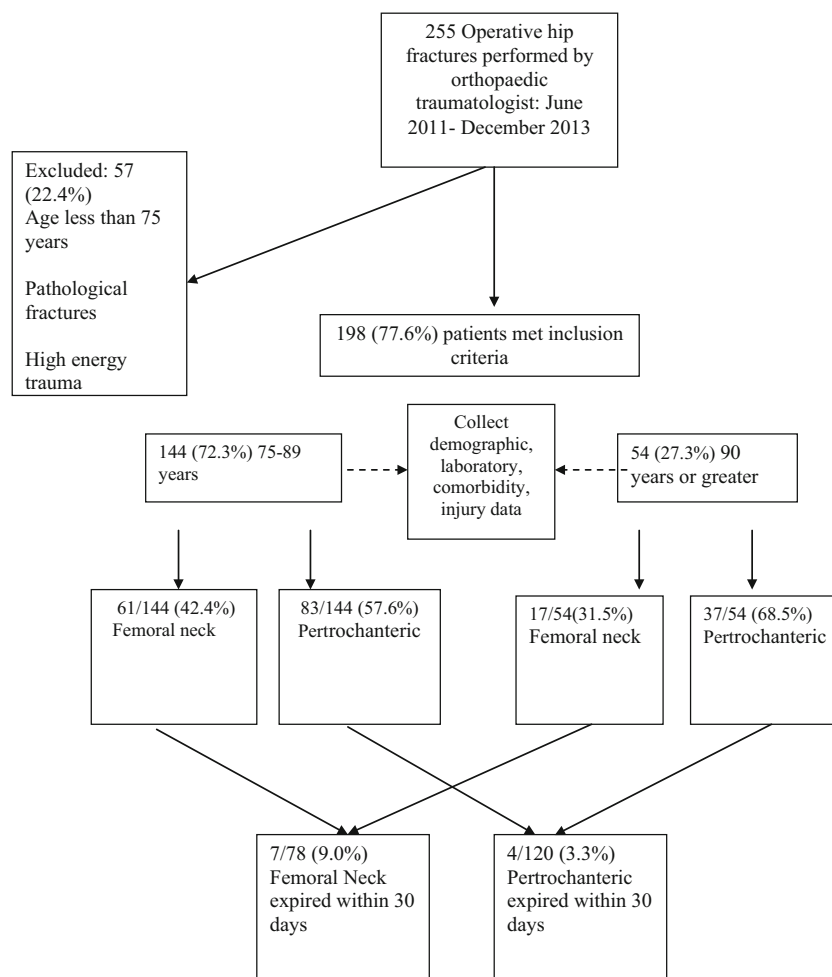 255 Operative hip
fractures performed by
orthopaedic
traumatologist: June
2011- December 2013
Excluded: 57
(22.4%)
Age less than 75
years
Pathological
fractures
High energy
trauma
198 (77.6%) patients met inclusion
criteria
144 (72.3%) 75-89
years
Collect
demographic,
laboratory,
comorbidity,
injury data
54 (27.3%) 90
years or greater
61/144 (42.4%)
Femoral neck
83/144 (57.6%)
Pertrochanteric
17/54(31.5%)
Femoral neck
37/54 (68.5%)
Pertrochanteric
7/78 (9.0%)
Femoral Neck
expired within 30
days
4/120 (3.3%)
Pertrochanteric
expired within 30
days